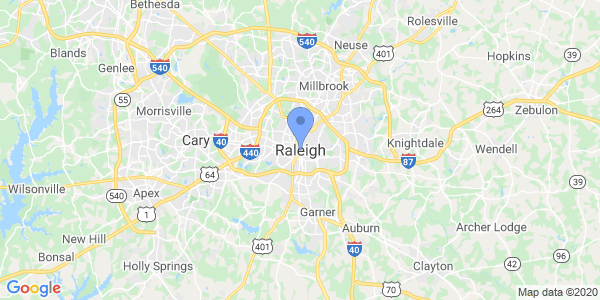 Bethesda
Rolesville
540
Neuse
401
Blands
Hopkins
39
Genlee
540
Millbrook
55
Morrisville
264
Zebulon
Cary
40
440
Raleigh
Knightdale
Wendell
87
64
Wilsonville
540
Apex
39
1
Garner
Auburn
Archer Lodge
New Hill
401
40
42
96
Bonsal
Holly Springs
Clayton
Google
70
Map data ©2020